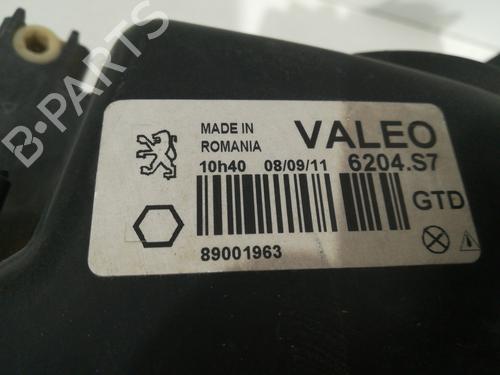 B-PARTS
MADE IN
ROMANIA
VALEO
10h40 08/09/11
6204.S7
GTD
89001963